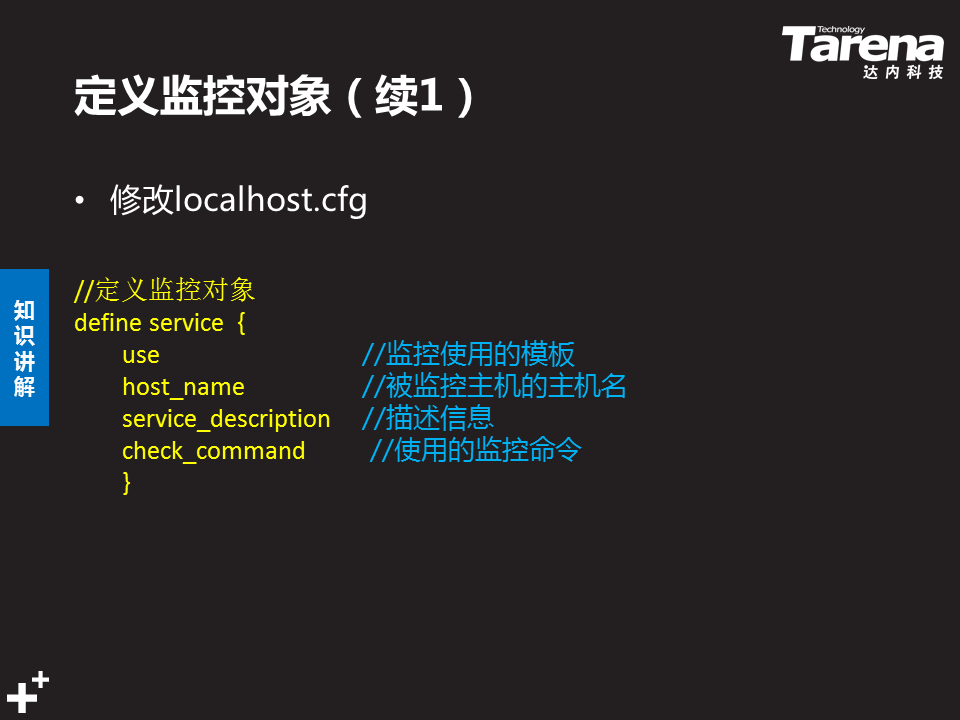 Technology
Tarena
达内科技
定义监控对象（续1）
• 修改localhost.cfg
知识讲解
//定义监控对象
define service {
use //监控使用的模板
host_name //被监控主机的主机名
service_description //描述信息
check_command //使用的监控命令
}